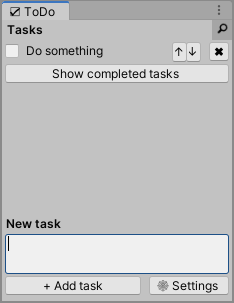 ToDo
Tasks
Do something
Show completed tasks
New task
+ Add task
Settings